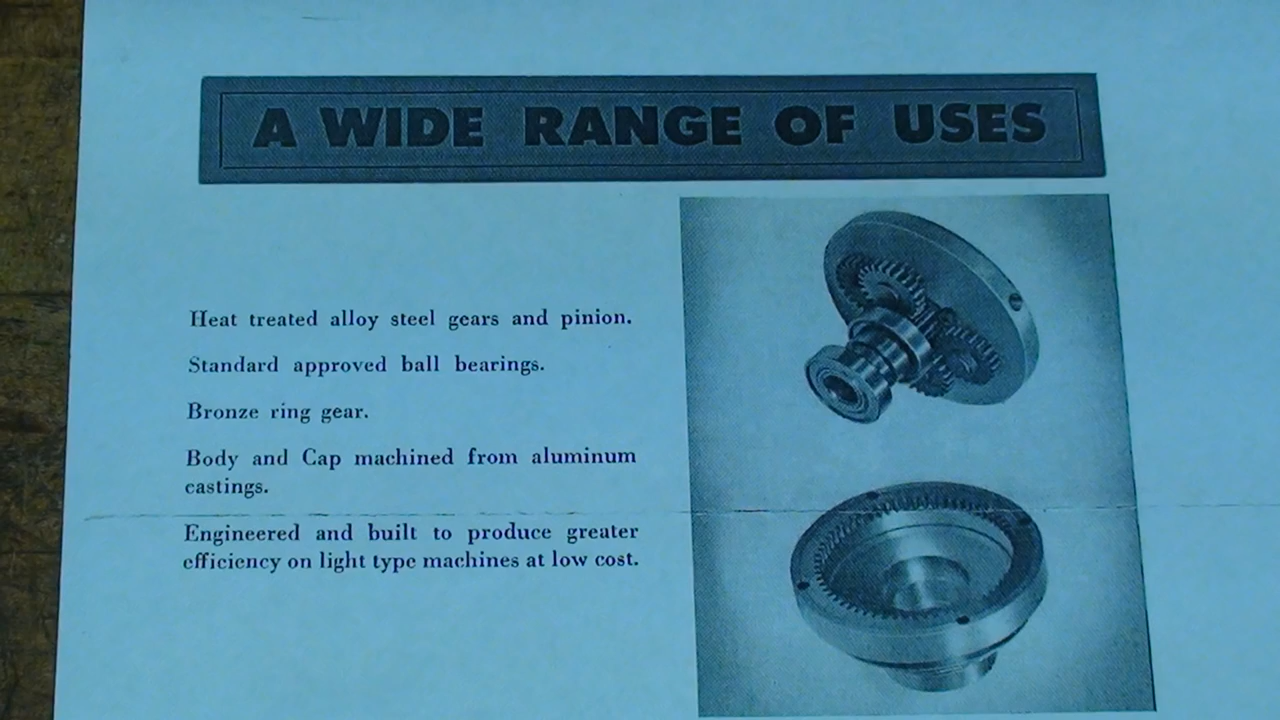 A WIDE RANGE OF USES
Heat treated alloy steel gears and pinion.
Standard approved ball bearings.
Bronze ring gear.
Body and Cap machined from aluminum
castings.
Engineered and built to produce greater
efficiency on light type machines at low cost.